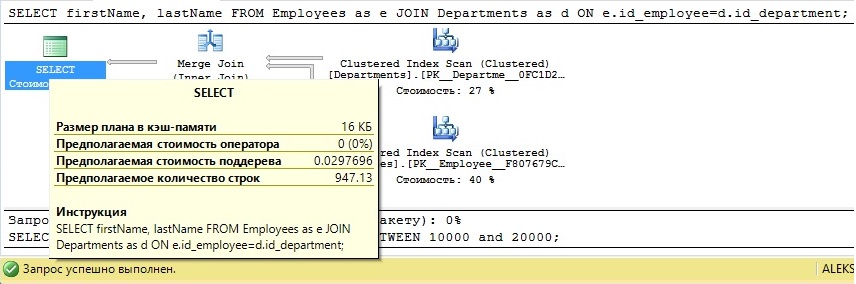 SELECT firstName, lastName FROM Employees as e JOIN Departments as d ON e.id_employee=d.id_department;
SELECT
Merge Join
(Inner Join)
Clustered Index Scan (Clustered)
[Departments].[PK__Departme__0FC1D2…
Стоимость: 27 %
Clustered Index Scan (Clustered)
es].[PK__Employee__F807679C…
Стоимость: 40 %
SELECT
Размер плана в кэш-памяти 16 КБ
Предполагаемая стоимость оператора 0 (0%)
Предполагаемая стоимость поддерева 0.0297696
Предполагаемое количество строк 947.13
Инструкция
SELECT firstName, lastName FROM Employees as e JOIN
Departments as d ON e.id_employee=d.id_department;
Запро акету): 0%
SELEC TWEEN 10000 and 20000;
Запрос успешно выполнен.
ALEKS